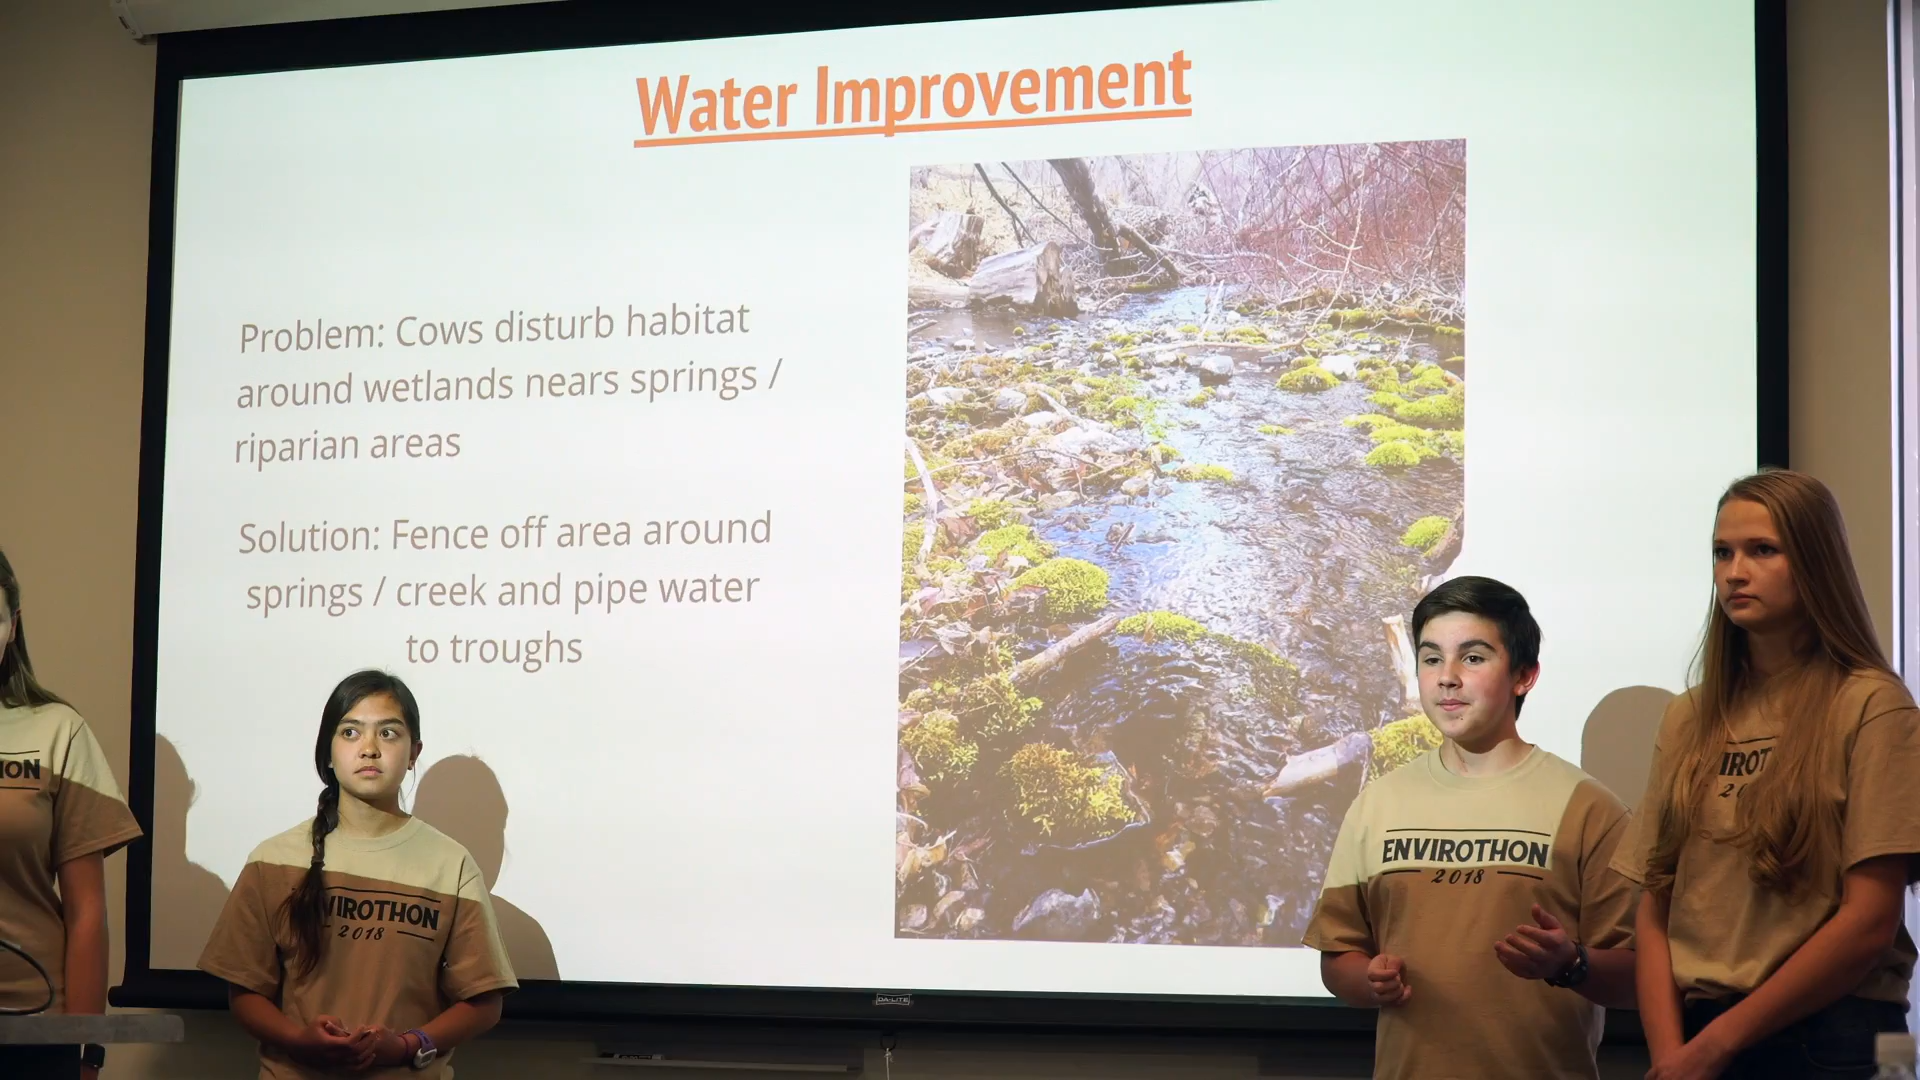 Water Improvement
Problem: Cows disturb habitat
around wetlands nears springs /
riparian areas
Solution: Fence off area around
springs / creek and pipe water
to troughs
ION
VIROTHON
2018
ENVIROTHON
2018
IROT
20
DA-LITE